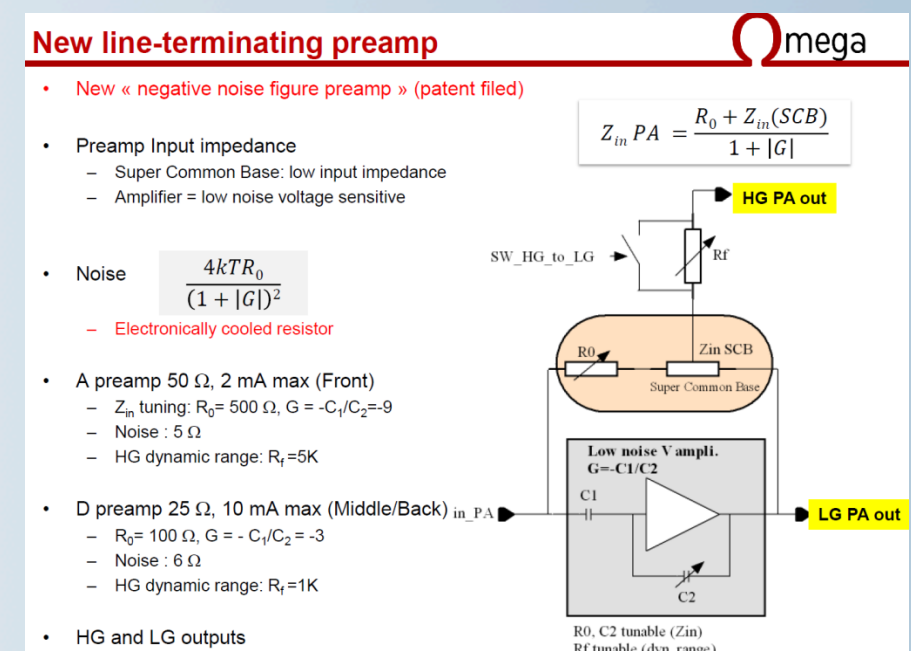 New line-terminating preamp
Ωmega
• New « negative noise figure preamp » (patent filed)
• Preamp Input impedance
– Super Common Base: low input impedance
– Amplifier = low noise voltage sensitive
Z_in PA = (R_0 + Z_in(SCB)) / (1 + |G|)
• Noise 4kTR_0 / (1 + |G|)^2
– Electronically cooled resistor
• A preamp 50 Ω, 2 mA max (Front)
– Z_in tuning: R_0= 500 Ω, G = -C_1/C_2=-9
– Noise : 5 Ω
– HG dynamic range: R_f =5K
• D preamp 25 Ω, 10 mA max (Middle/Back)
– R_0= 100 Ω, G = - C_1/C_2 = -3
– Noise : 6 Ω
– HG dynamic range: R_f =1K
• HG and LG outputs
HG PA out
SW_HG_to_LG
Rf
R0
Zin SCB
Super Common Base
Low noise V ampli.
G=-C1/C2
C1
in_PA
LG PA out
C2
R0, C2 tunable (Zin)
Rf tunable (dyn. range)